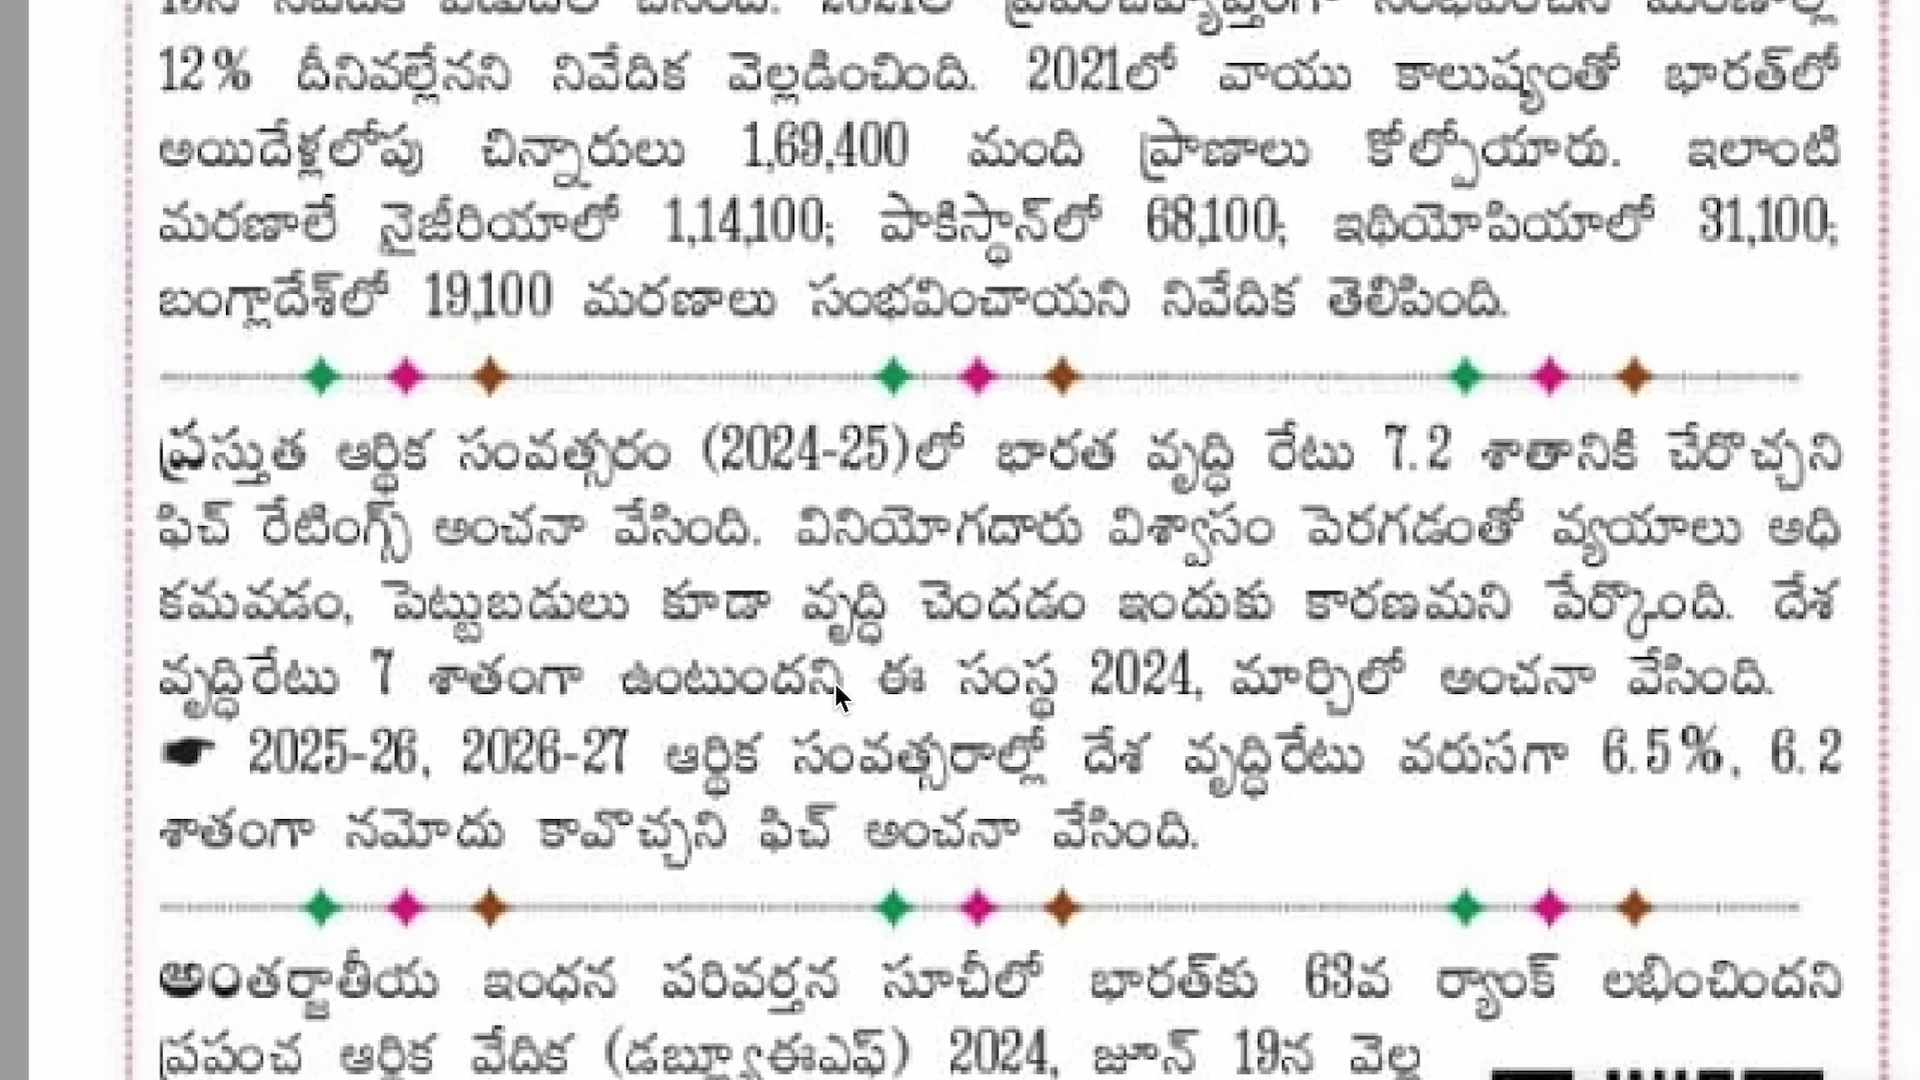 12% దీనివల్లేనని నివేదిక వెల్లడించింది. 2021లో వాయు కాలుష్యంతో భారత్‌లో
అయిదేళ్లలోపు చిన్నారులు 1,69,400 మంది ప్రాణాలు కోల్పోయారు. ఇలాంటి
మరణాలే నైజీరియాలో 1,14,100; పాకిస్థాన్‌లో 68,100; ఇథియోపియాలో 31,100;
బంగ్లాదేశ్‌లో 19,100 మరణాలు సంభవించాయని నివేదిక తెలిపింది.
ప్రస్తుత ఆర్థిక సంవత్సరం (2024-25)లో భారత వృద్ధి రేటు 7.2 శాతానికి చేరొచ్చని
ఫిచ్ రేటింగ్స్ అంచనా వేసింది. వినియోగదారు విశ్వాసం పెరగడంతో వ్యయాలు అధి
కమవడం, పెట్టుబడులు కూడా వృద్ధి చెందడం ఇందుకు కారణమని పేర్కొంది. దేశ
వృద్ధిరేటు 7 శాతంగా ఉంటుందని ఈ సంస్థ 2024, మార్చిలో అంచనా వేసింది.
☛ 2025-26, 2026-27 ఆర్థిక సంవత్సరాల్లో దేశ వృద్ధిరేటు వరుసగా 6.5%, 6.2
శాతంగా నమోదు కావొచ్చని ఫిచ్ అంచనా వేసింది.
అంతర్జాతీయ ఇంధన పరివర్తన సూచీలో భారత్‌కు 63వ ర్యాంక్ లభించిందని
ప్రపంచ ఆర్థిక వేదిక (డబ్ల్యూఈఎఫ్) 2024, జూన్ 19న వెల్ల